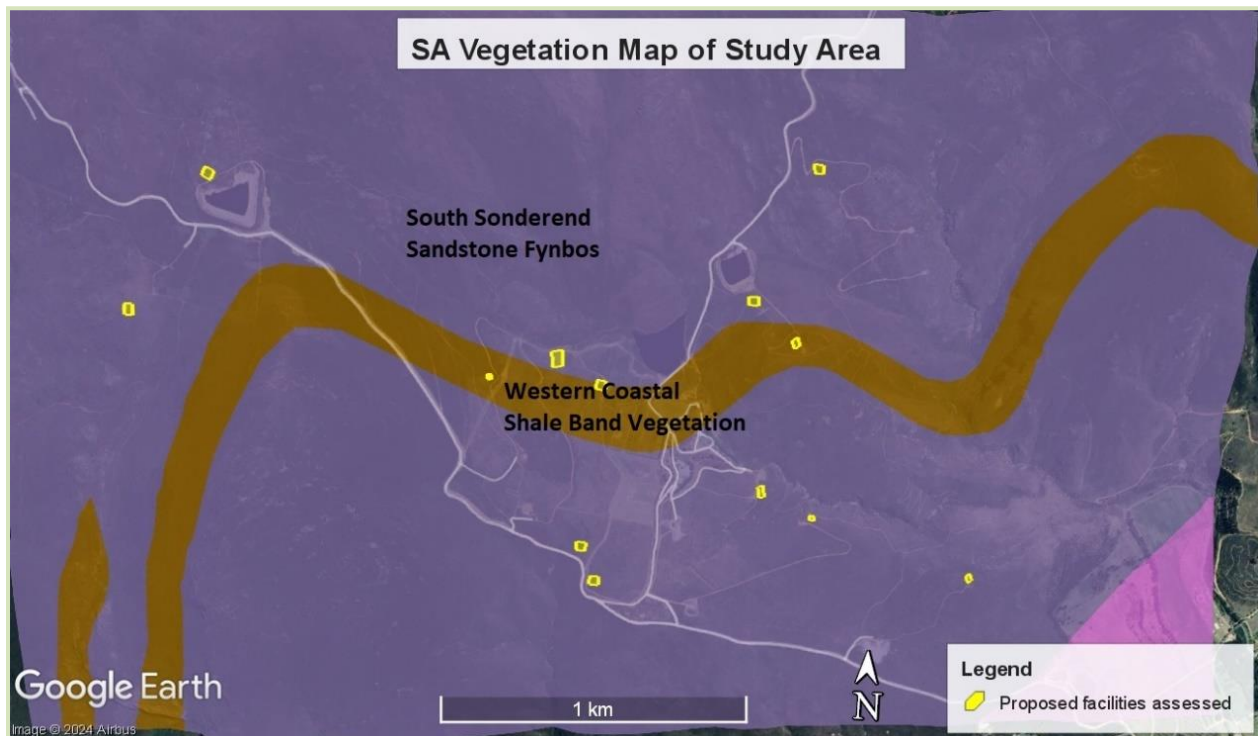 SA Vegetation Map of Study Area
South Sonderend
Sandstone Fynbos
Western Coastal
Shale Band Vegetation
Google Earth
Image © 2024 Airbus
1 km
N
Legend
Proposed facilities assessed